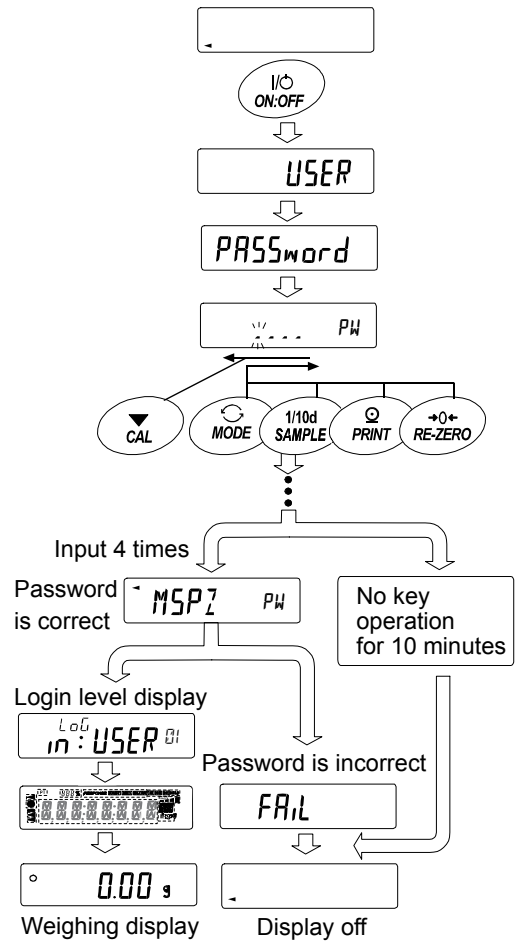 I/⏻
ON:OFF
USER
PASSword
PW
CAL
MODE
1/10d
SAMPLE
PRINT
→0←
RE-ZERO
Input 4 times
Password
is correct
MSPZ PW
No key
operation
for 10 minutes
Login level display
LoG
in:USER 01
Password is incorrect
FAiL
0.00 g
Weighing display
Display off